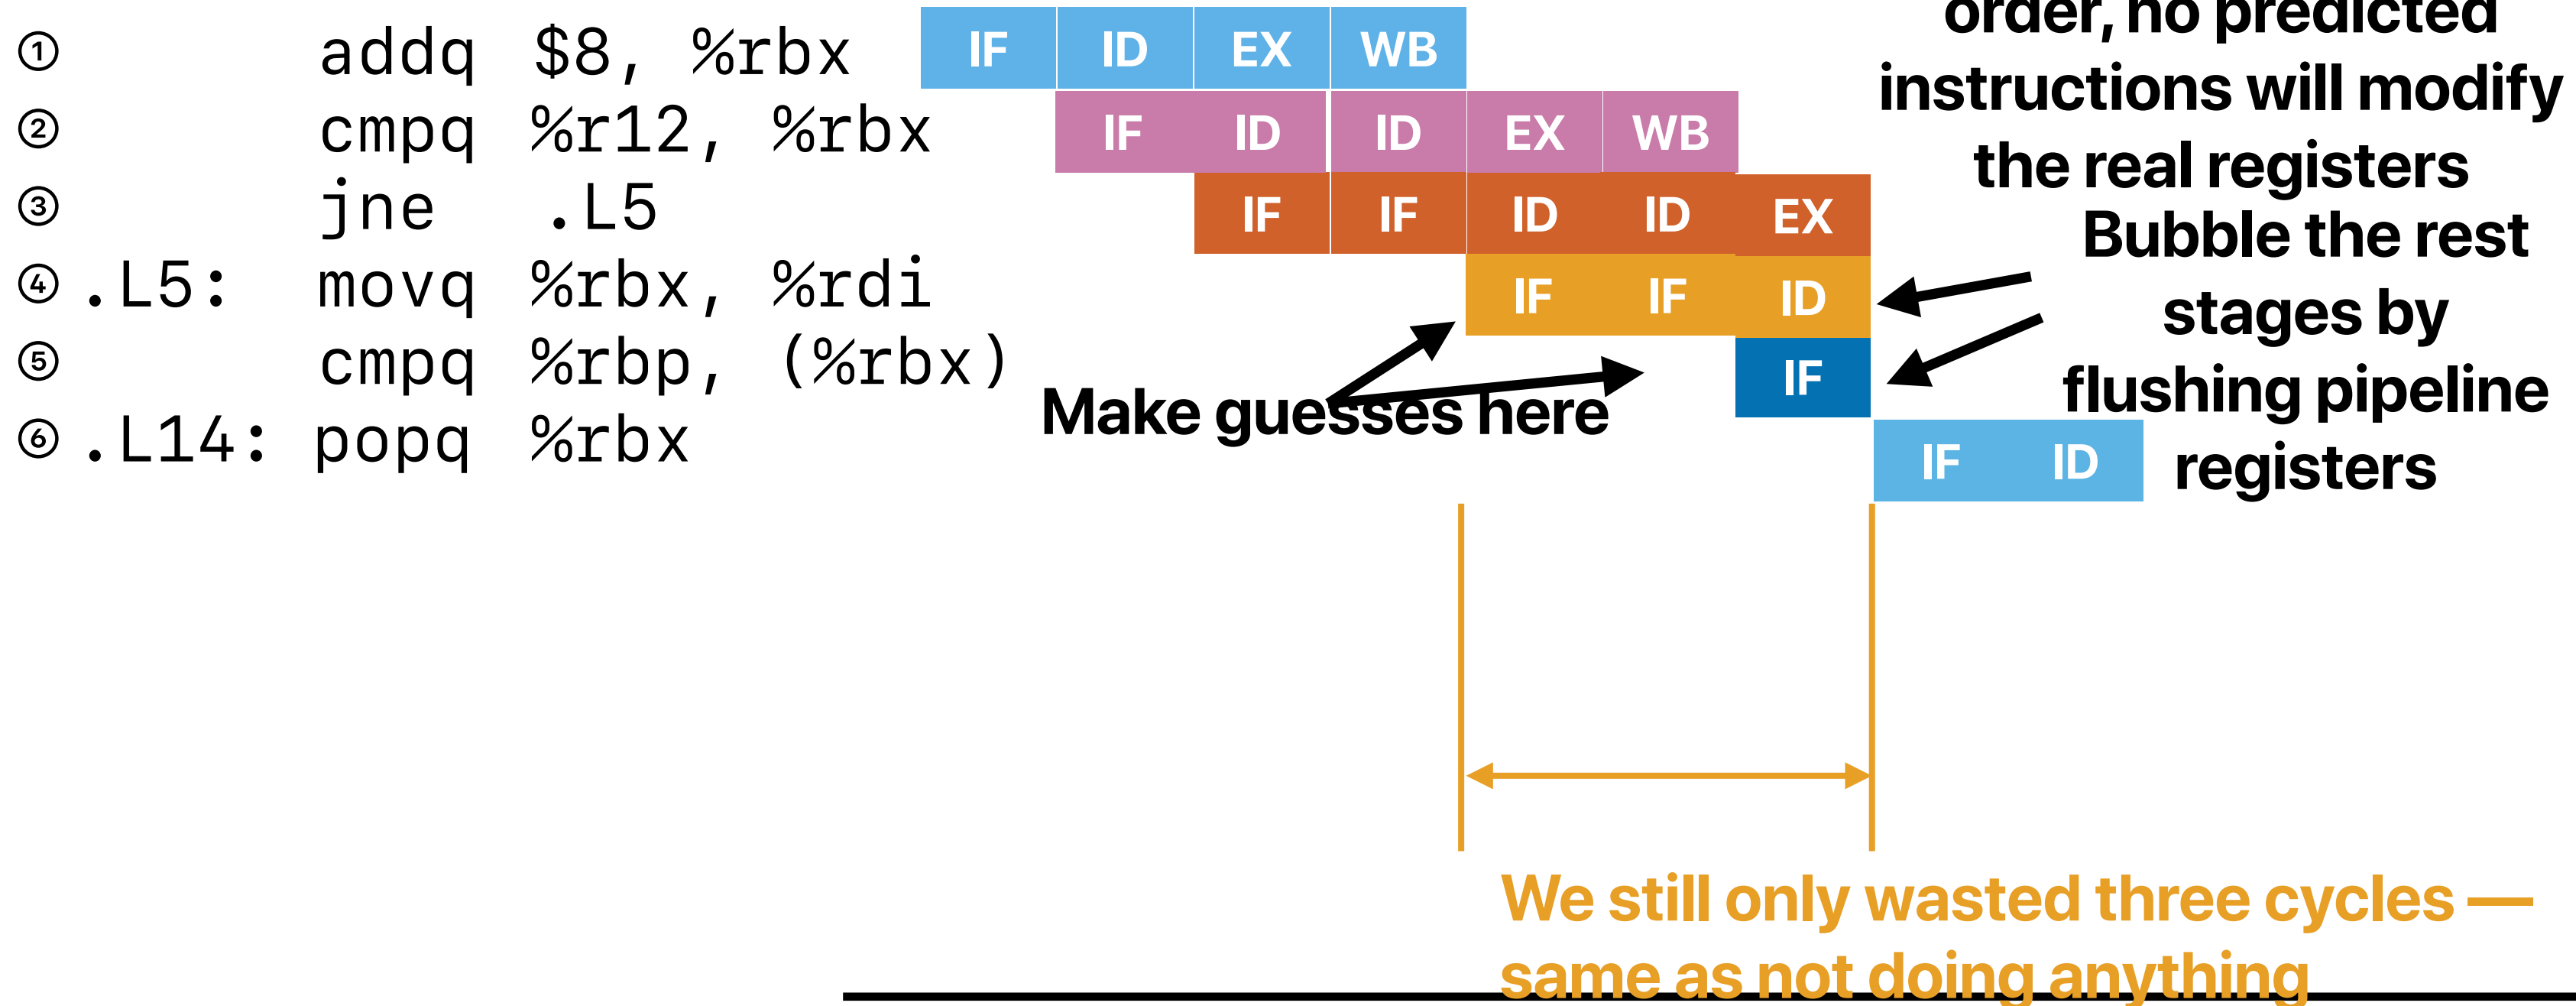 ① addq $8, %rbx IF ID EX WB
② cmpq %r12, %rbx IF ID ID EX WB
③ jne .L5 IF IF ID ID EX
④ .L5: movq %rbx, %rdi IF IF ID
⑤ cmpq %rbp, (%rbx) IF
⑥ .L14: popq %rbx IF ID
Make guesses here
order, no predicted
instructions will modify
the real registers
Bubble the rest
stages by
flushing pipeline
registers
We still only wasted three cycles —
same as not doing anything